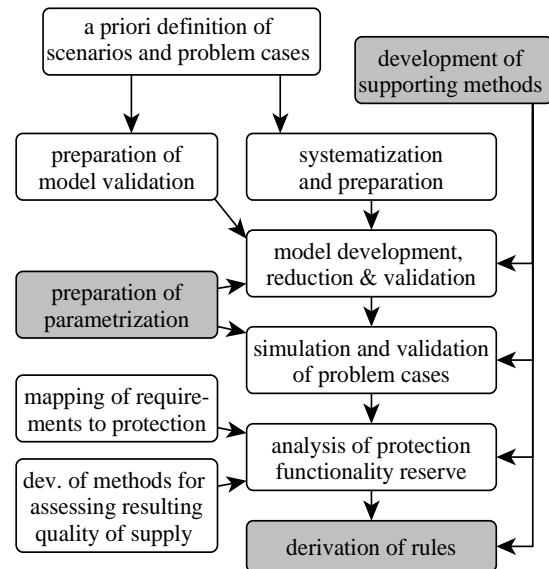 a priori definition of
scenarios and problem cases
development of
supporting methods
preparation of
model validation
systematization
and preparation
model development,
reduction & validation
preparation of
parametrization
simulation and validation
of problem cases
mapping of require-
ments to protection
analysis of protection
functionality reserve
dev. of methods for
assessing resulting
quality of supply
derivation of rules